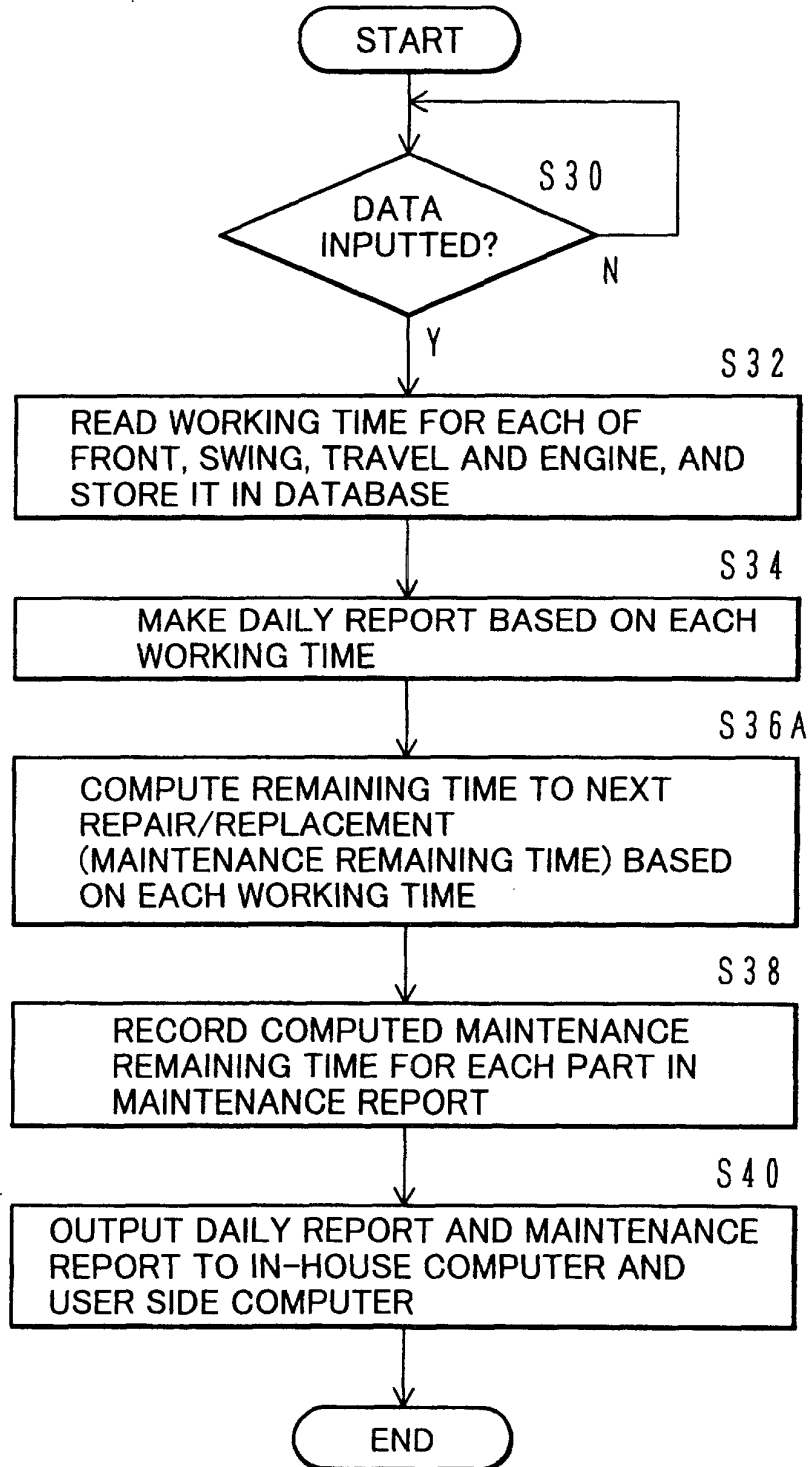 START
S30
DATA
INPUTTED?
N
Y
S32
READ WORKING TIME FOR EACH OF
FRONT, SWING, TRAVEL AND ENGINE, AND
STORE IT IN DATABASE
S34
MAKE DAILY REPORT BASED ON EACH
WORKING TIME
S36A
COMPUTE REMAINING TIME TO NEXT
REPAIR/REPLACEMENT
(MAINTENANCE REMAINING TIME) BASED
ON EACH WORKING TIME
S38
RECORD COMPUTED MAINTENANCE
REMAINING TIME FOR EACH PART IN
MAINTENANCE REPORT
S40
OUTPUT DAILY REPORT AND MAINTENANCE
REPORT TO IN-HOUSE COMPUTER AND
USER SIDE COMPUTER
END